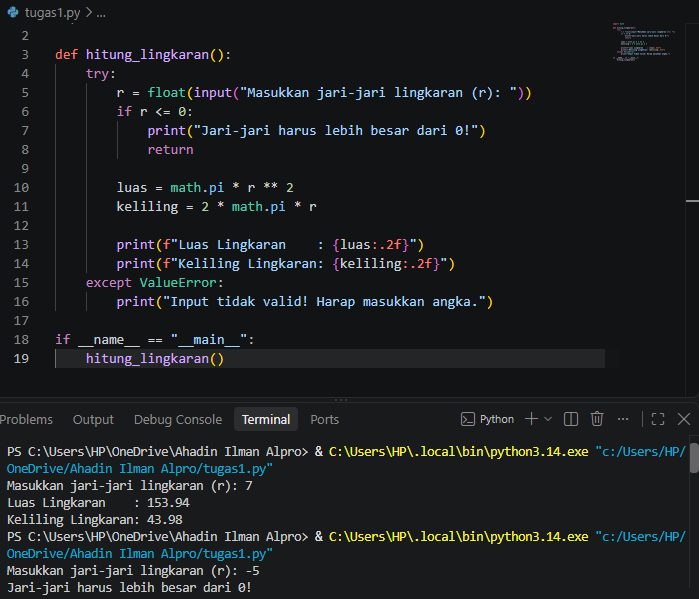 tugas1.py > ...
2
3 def hitung_lingkaran():
4 try:
5 r = float(input("Masukkan jari-jari lingkaran (r): "))
6 if r <= 0:
7 print("Jari-jari harus lebih besar dari 0!")
8 return
9
10 luas = math.pi * r ** 2
11 keliling = 2 * math.pi * r
12
13 print(f"Luas Lingkaran    : {luas:.2f}")
14 print(f"Keliling Lingkaran: {keliling:.2f}")
15 except ValueError:
16 print("Input tidak valid! Harap masukkan angka.")
17
18 if __name__ == "__main__":
19 hitung_lingkaran()
Problems Output Debug Console Terminal Ports Python
PS C:\Users\HP\OneDrive\Ahadin Ilman Alpro> & C:\Users\HP\.local\bin\python3.14.exe "c:/Users/HP/
OneDrive/Ahadin Ilman Alpro/tugas1.py"
Masukkan jari-jari lingkaran (r): 7
Luas Lingkaran    : 153.94
Keliling Lingkaran: 43.98
PS C:\Users\HP\OneDrive\Ahadin Ilman Alpro> & C:\Users\HP\.local\bin\python3.14.exe "c:/Users/HP/
OneDrive/Ahadin Ilman Alpro/tugas1.py"
Masukkan jari-jari lingkaran (r): -5
Jari-jari harus lebih besar dari 0!